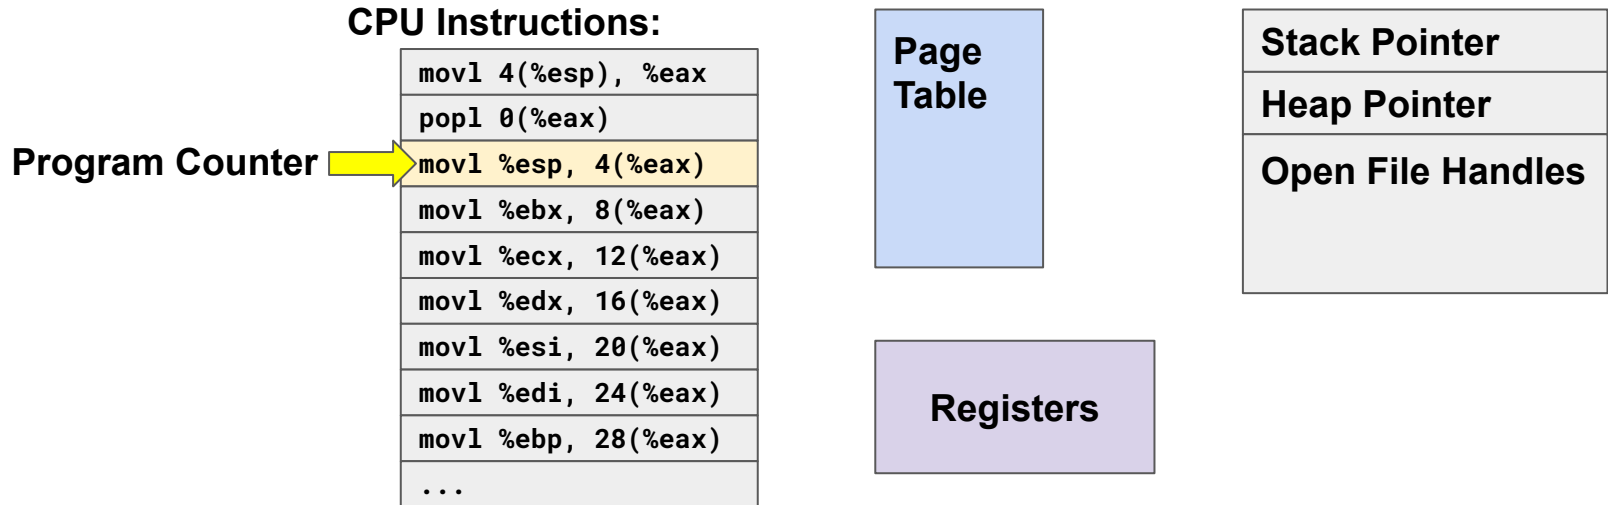 CPU Instructions:
movl 4(%esp), %eax
popl 0(%eax)
Program Counter
movl %esp, 4(%eax)
movl %ebx, 8(%eax)
movl %ecx, 12(%eax)
movl %edx, 16(%eax)
movl %esi, 20(%eax)
movl %edi, 24(%eax)
movl %ebp, 28(%eax)
...
Page
Table
Registers
Stack Pointer
Heap Pointer
Open File Handles